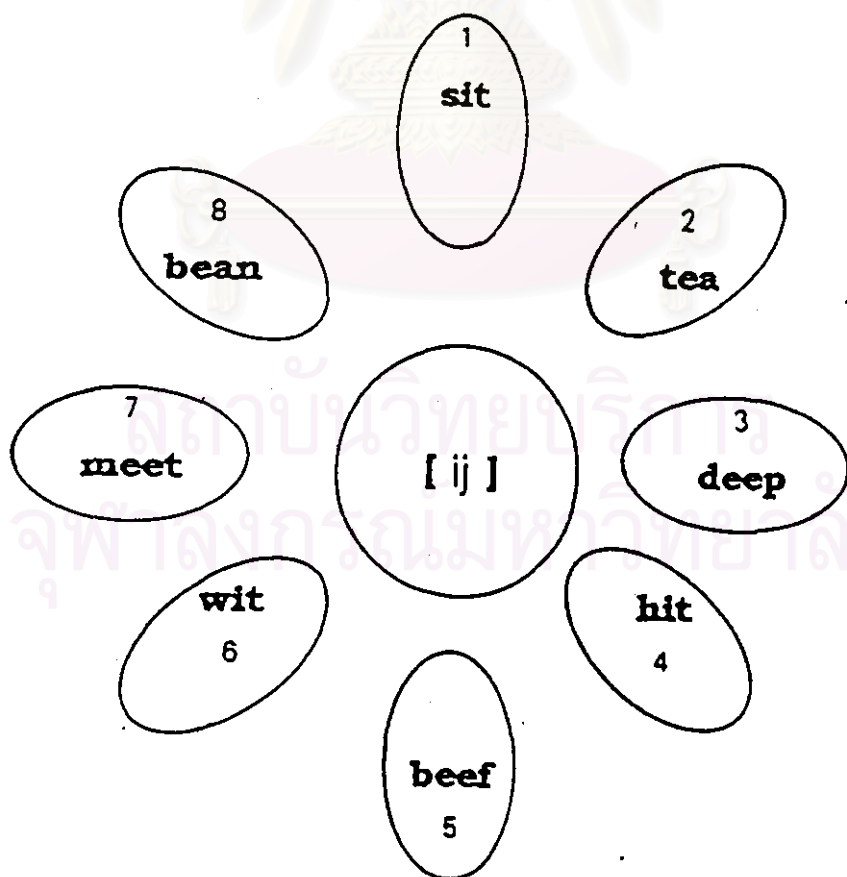 1
sit
2
tea
3
deep
hit
4
beef
5
wit
6
7
meet
8
bean
[ ij ]
สถาบันวิทยบริการ
จุฬาลงกรณ์มหาวิทยาลั